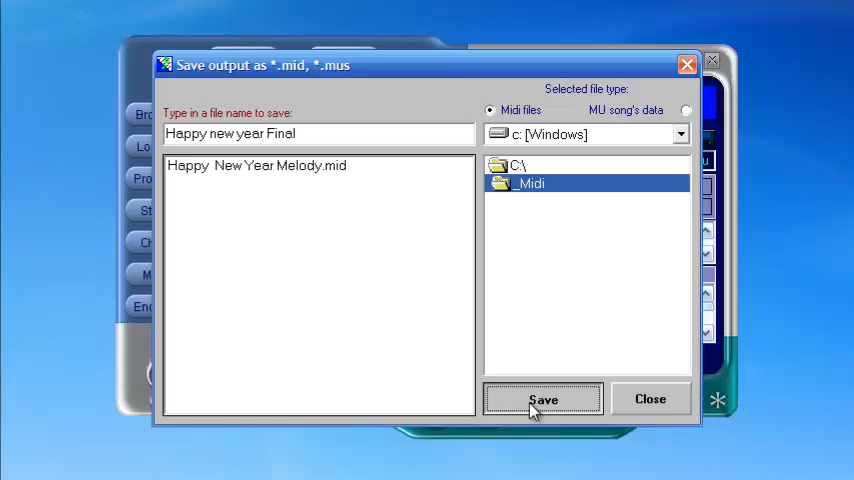 Save output as *.mid, *.mus
Selected file type:
Type in a file name to save:
Midi files
MU song's data
Happy new year Final
c: [Windows]
Happy New Year Melody.mid
C:\
_Midi
Save
Close